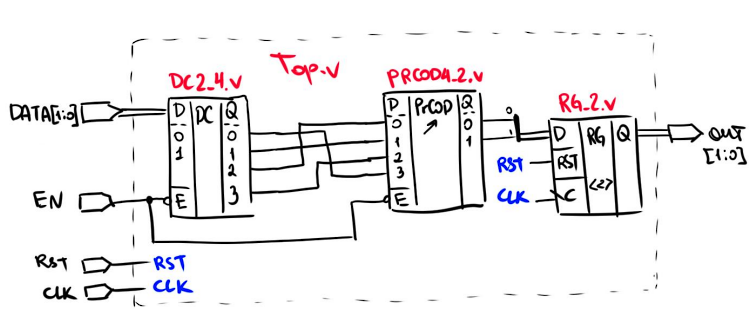 Top.v
DC2_4.v
PRCOD4_2.v
RG_2.v
DATA[1:0]
D DC Q
0 0
1 1
2
E 3
D PrCOD Q
0 0
1 1
2
3
E
0
1
D RG Q
RST
C <2>
OUT
[1:0]
RST
CLK
EN
RST RST
CLK CLK